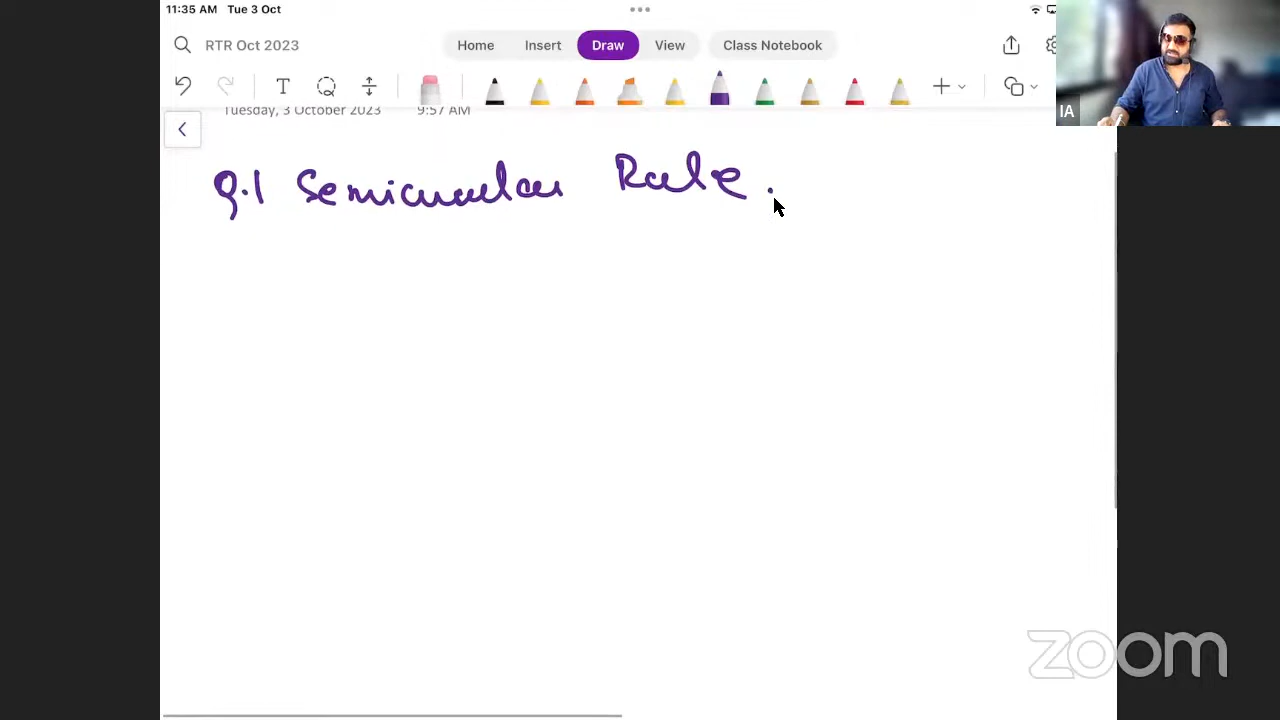 11:35 AM Tue 3 Oct
RTR Oct 2023
Home Insert Draw View Class Notebook
T
IA
Tuesday, 3 October 2023 9:57 AM
Q.1 Semicircular Rule.
zoom